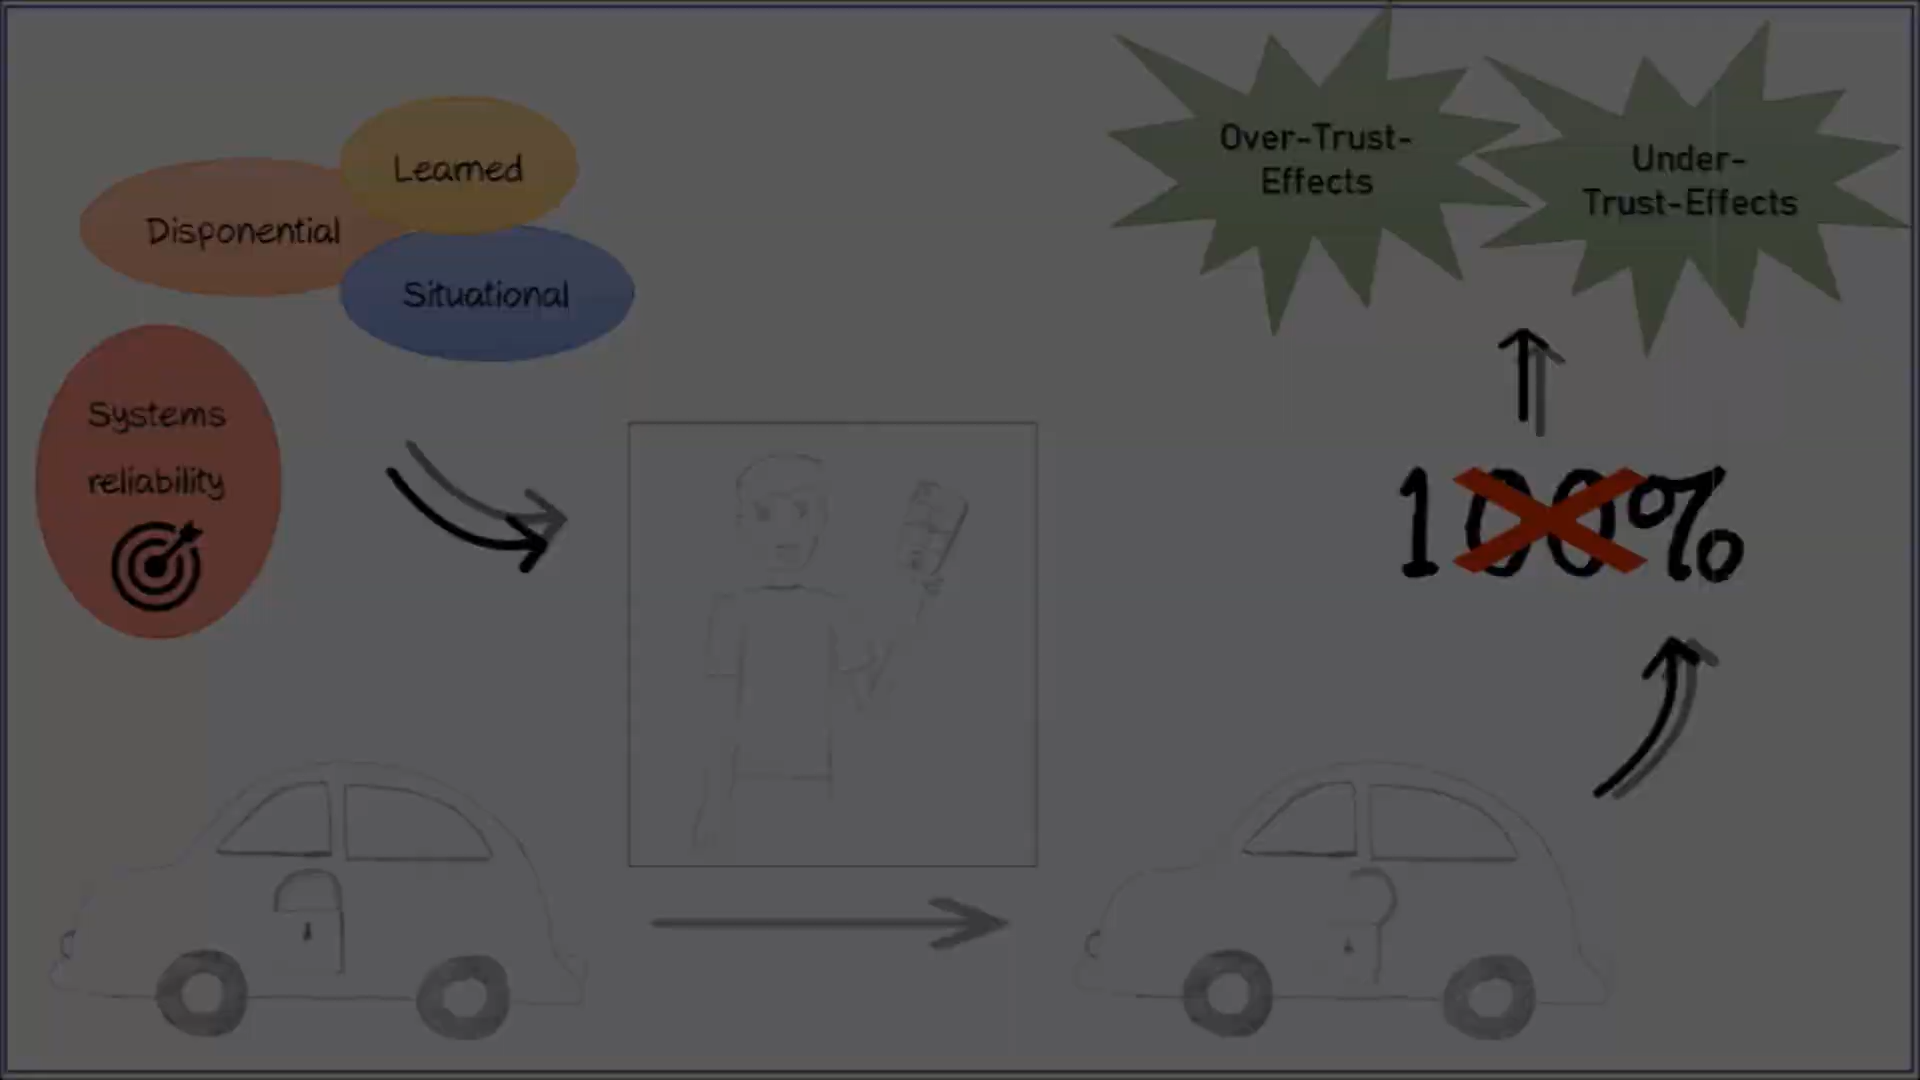 Learned
Disponential
Situational
Systems
reliability
Over-Trust-
Effects
Under-
Trust-Effects
100%